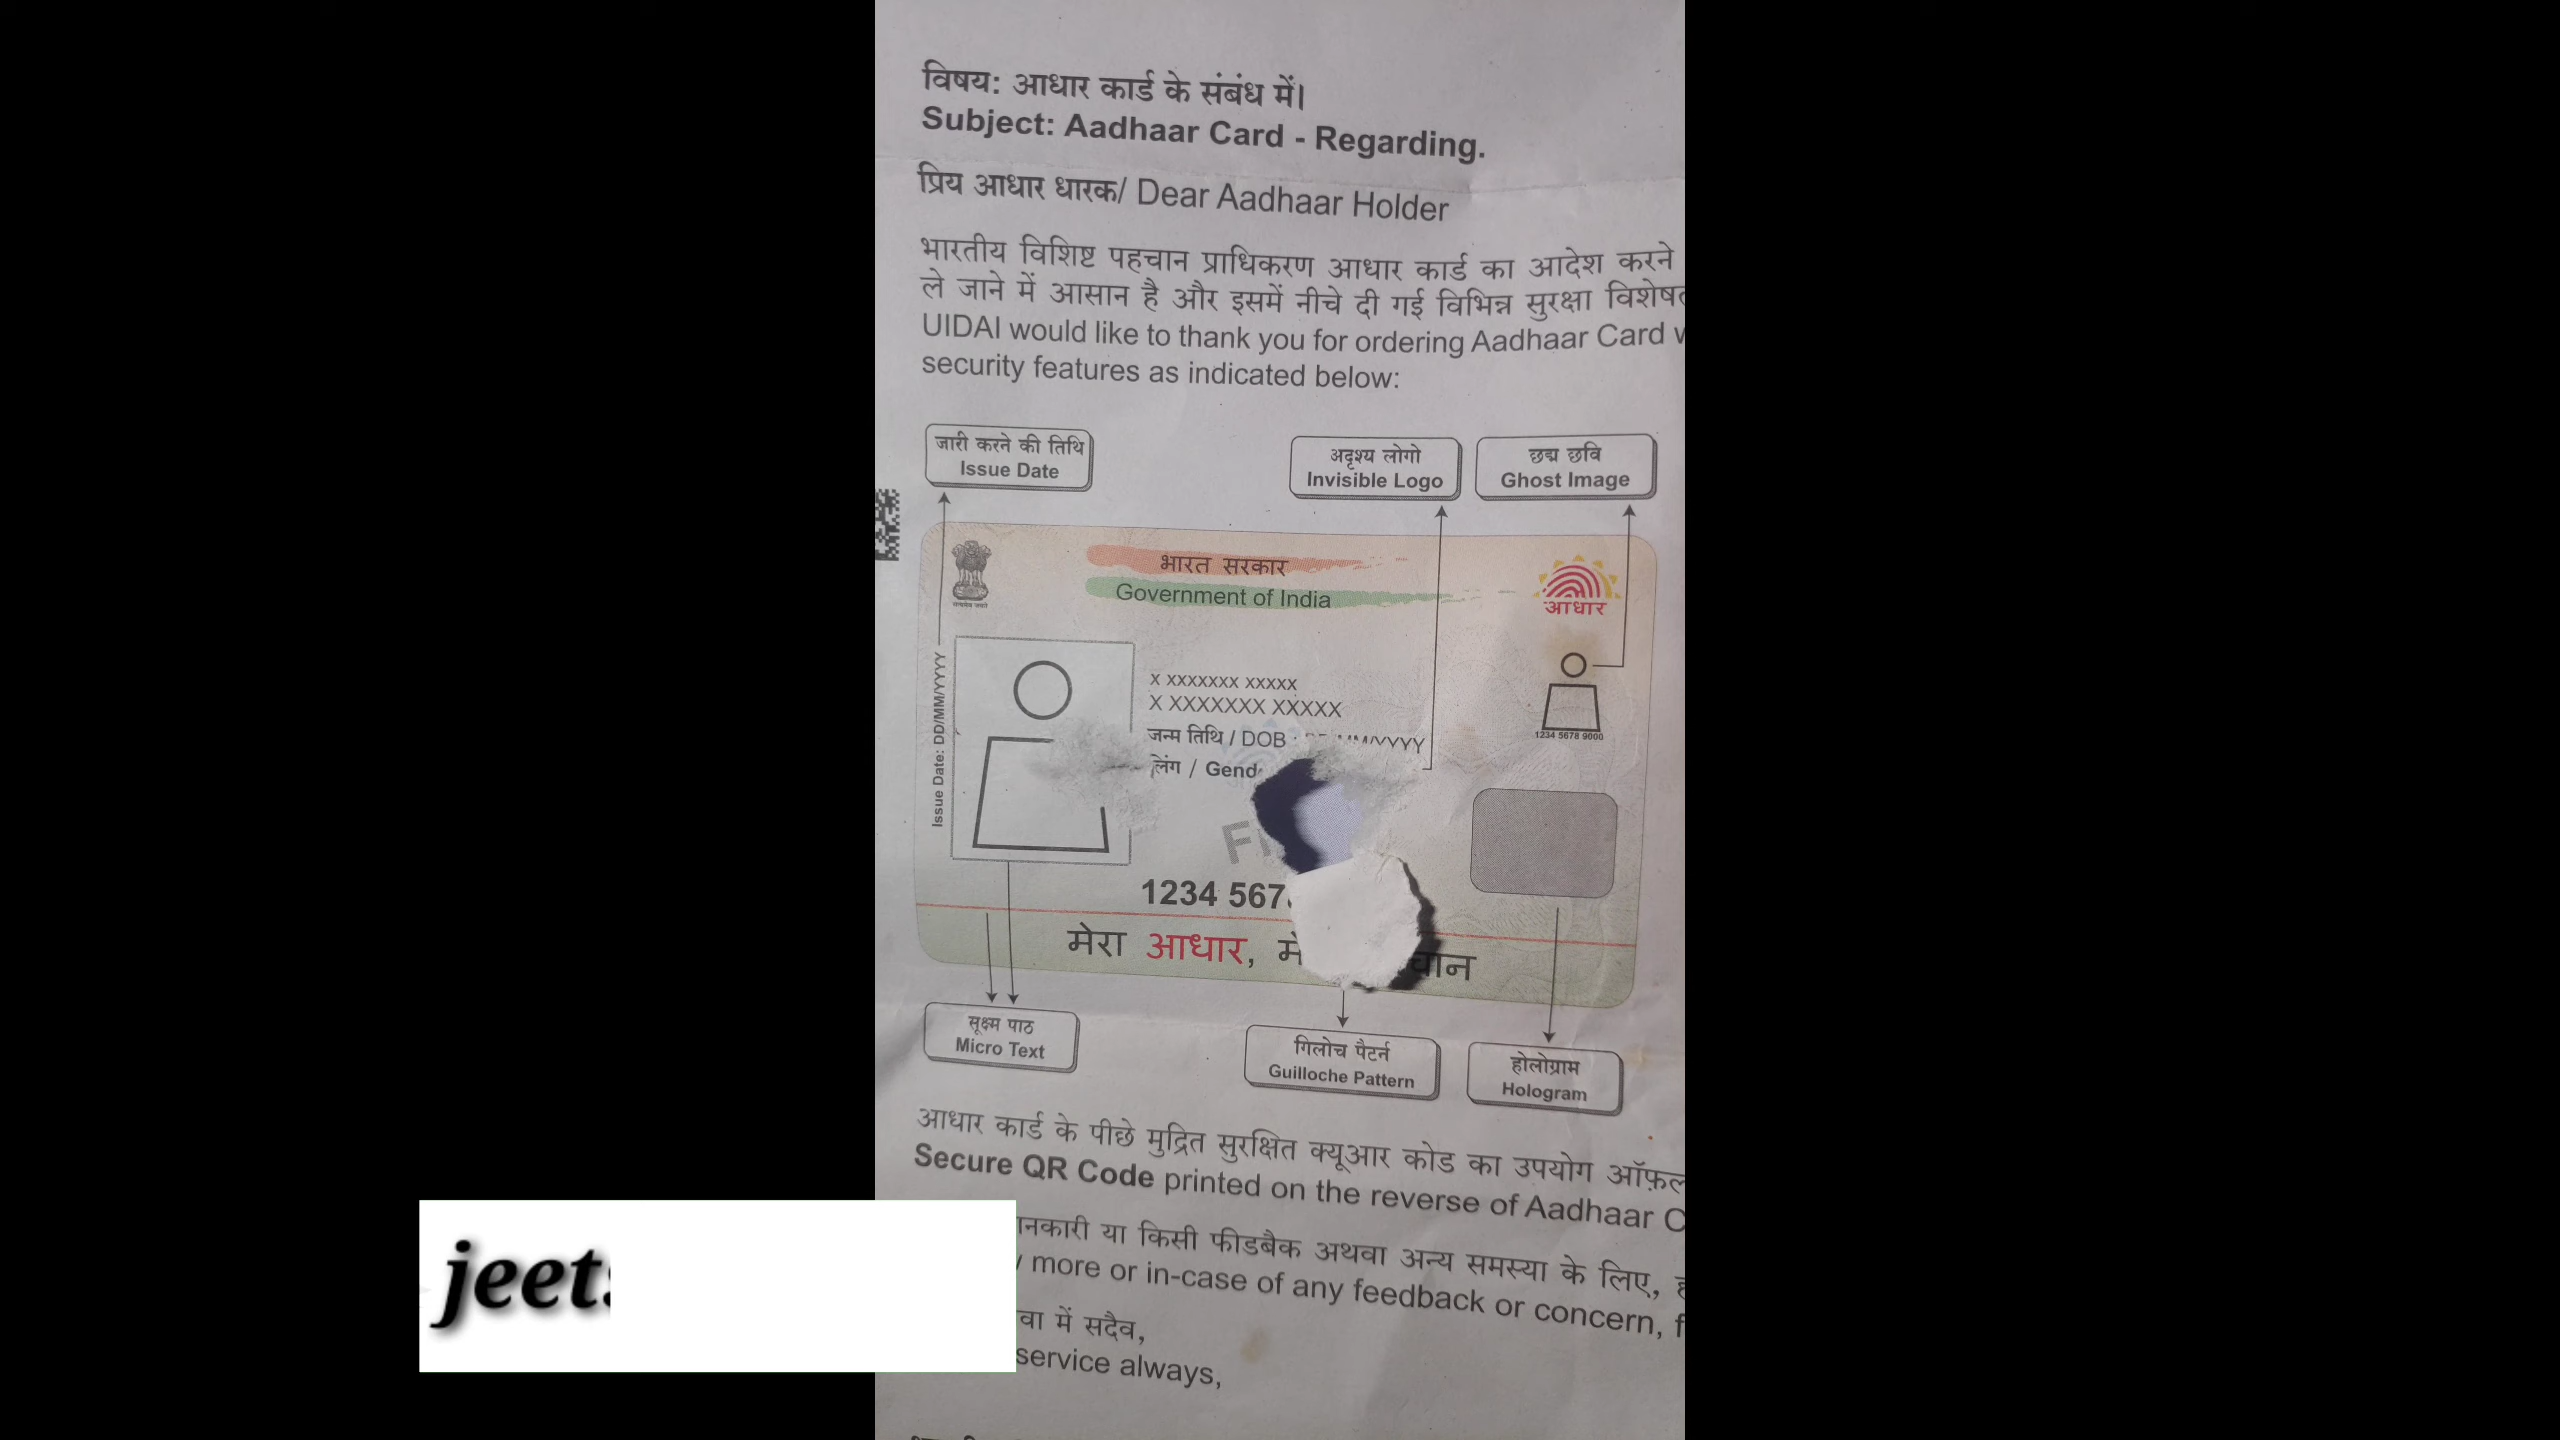 विषय: आधार कार्ड के संबंध में।
Subject: Aadhaar Card - Regarding.
प्रिय आधार धारक/ Dear Aadhaar Holder
भारतीय विशिष्ट पहचान प्राधिकरण आधार कार्ड का आदेश करने
ले जाने में आसान है और इसमें नीचे दी गई विभिन्न सुरक्षा
UIDAI would like to thank you for ordering Aadhaar Card
security features as indicated below:
जारी करने की तिथि
Issue Date
अदृश्य लोगो
Invisible Logo
छद्म छवि
Ghost Image
भारत सरकार
Government of India
आधार
Issue Date: DD/MM/YYYY
X XXXXXXX XXXXX
X XXXXXXX XXXXX
जन्म तिथि / DOB :
लिंग /
1234 5678 9000
1234
मेरा आधार,
सूक्ष्म पाठ
Micro Text
गिलोच पैटर्न
Guilloche Pattern
होलोग्राम
Hologram
आधार कार्ड के पीछे मुद्रित सुरक्षित क्यूआर कोड का उपयोग
Secure QR Code printed on the reverse of Aadhaar
या किसी फीडबैक अथवा अन्य समस्या के लिए,
more or in-case of any feedback or concern,
में सदैव,
service always,